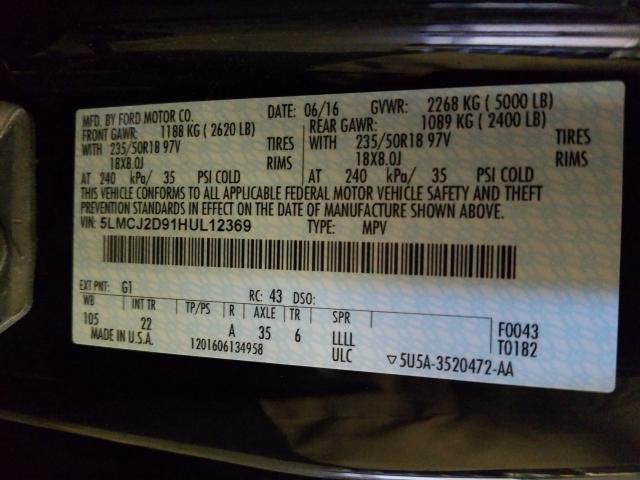 MFD. BY FORD MOTOR CO. DATE: 06/16 GVWR: 2268 KG ( 5000 LB)
FRONT GAWR: 1188 KG ( 2620 LB) REAR GAWR: 1089 KG ( 2400 LB)
WITH 235/50R18 97V TIRES WITH 235/50R18 97V TIRES
18X8.0J RIMS 18X8.0J RIMS
AT 240 kPa/ 35 PSI COLD AT 240 kPa/ 35 PSI COLD
THIS VEHICLE CONFORMS TO ALL APPLICABLE FEDERAL MOTOR VEHICLE SAFETY AND THEFT
PREVENTION STANDARDS IN EFFECT ON THE DATE OF MANUFACTURE SHOWN ABOVE.
VIN: 5LMCJ2D91HUL12369 TYPE: MPV
EXT PNT: G1 RC: 43 DSO:
WB INT TR TP/PS R AXLE TR SPR
105 22 A 35 6 LLLL F0043
MADE IN U.S.A. 1201606134958 ULC T0182
▽5U5A-3520472-AA